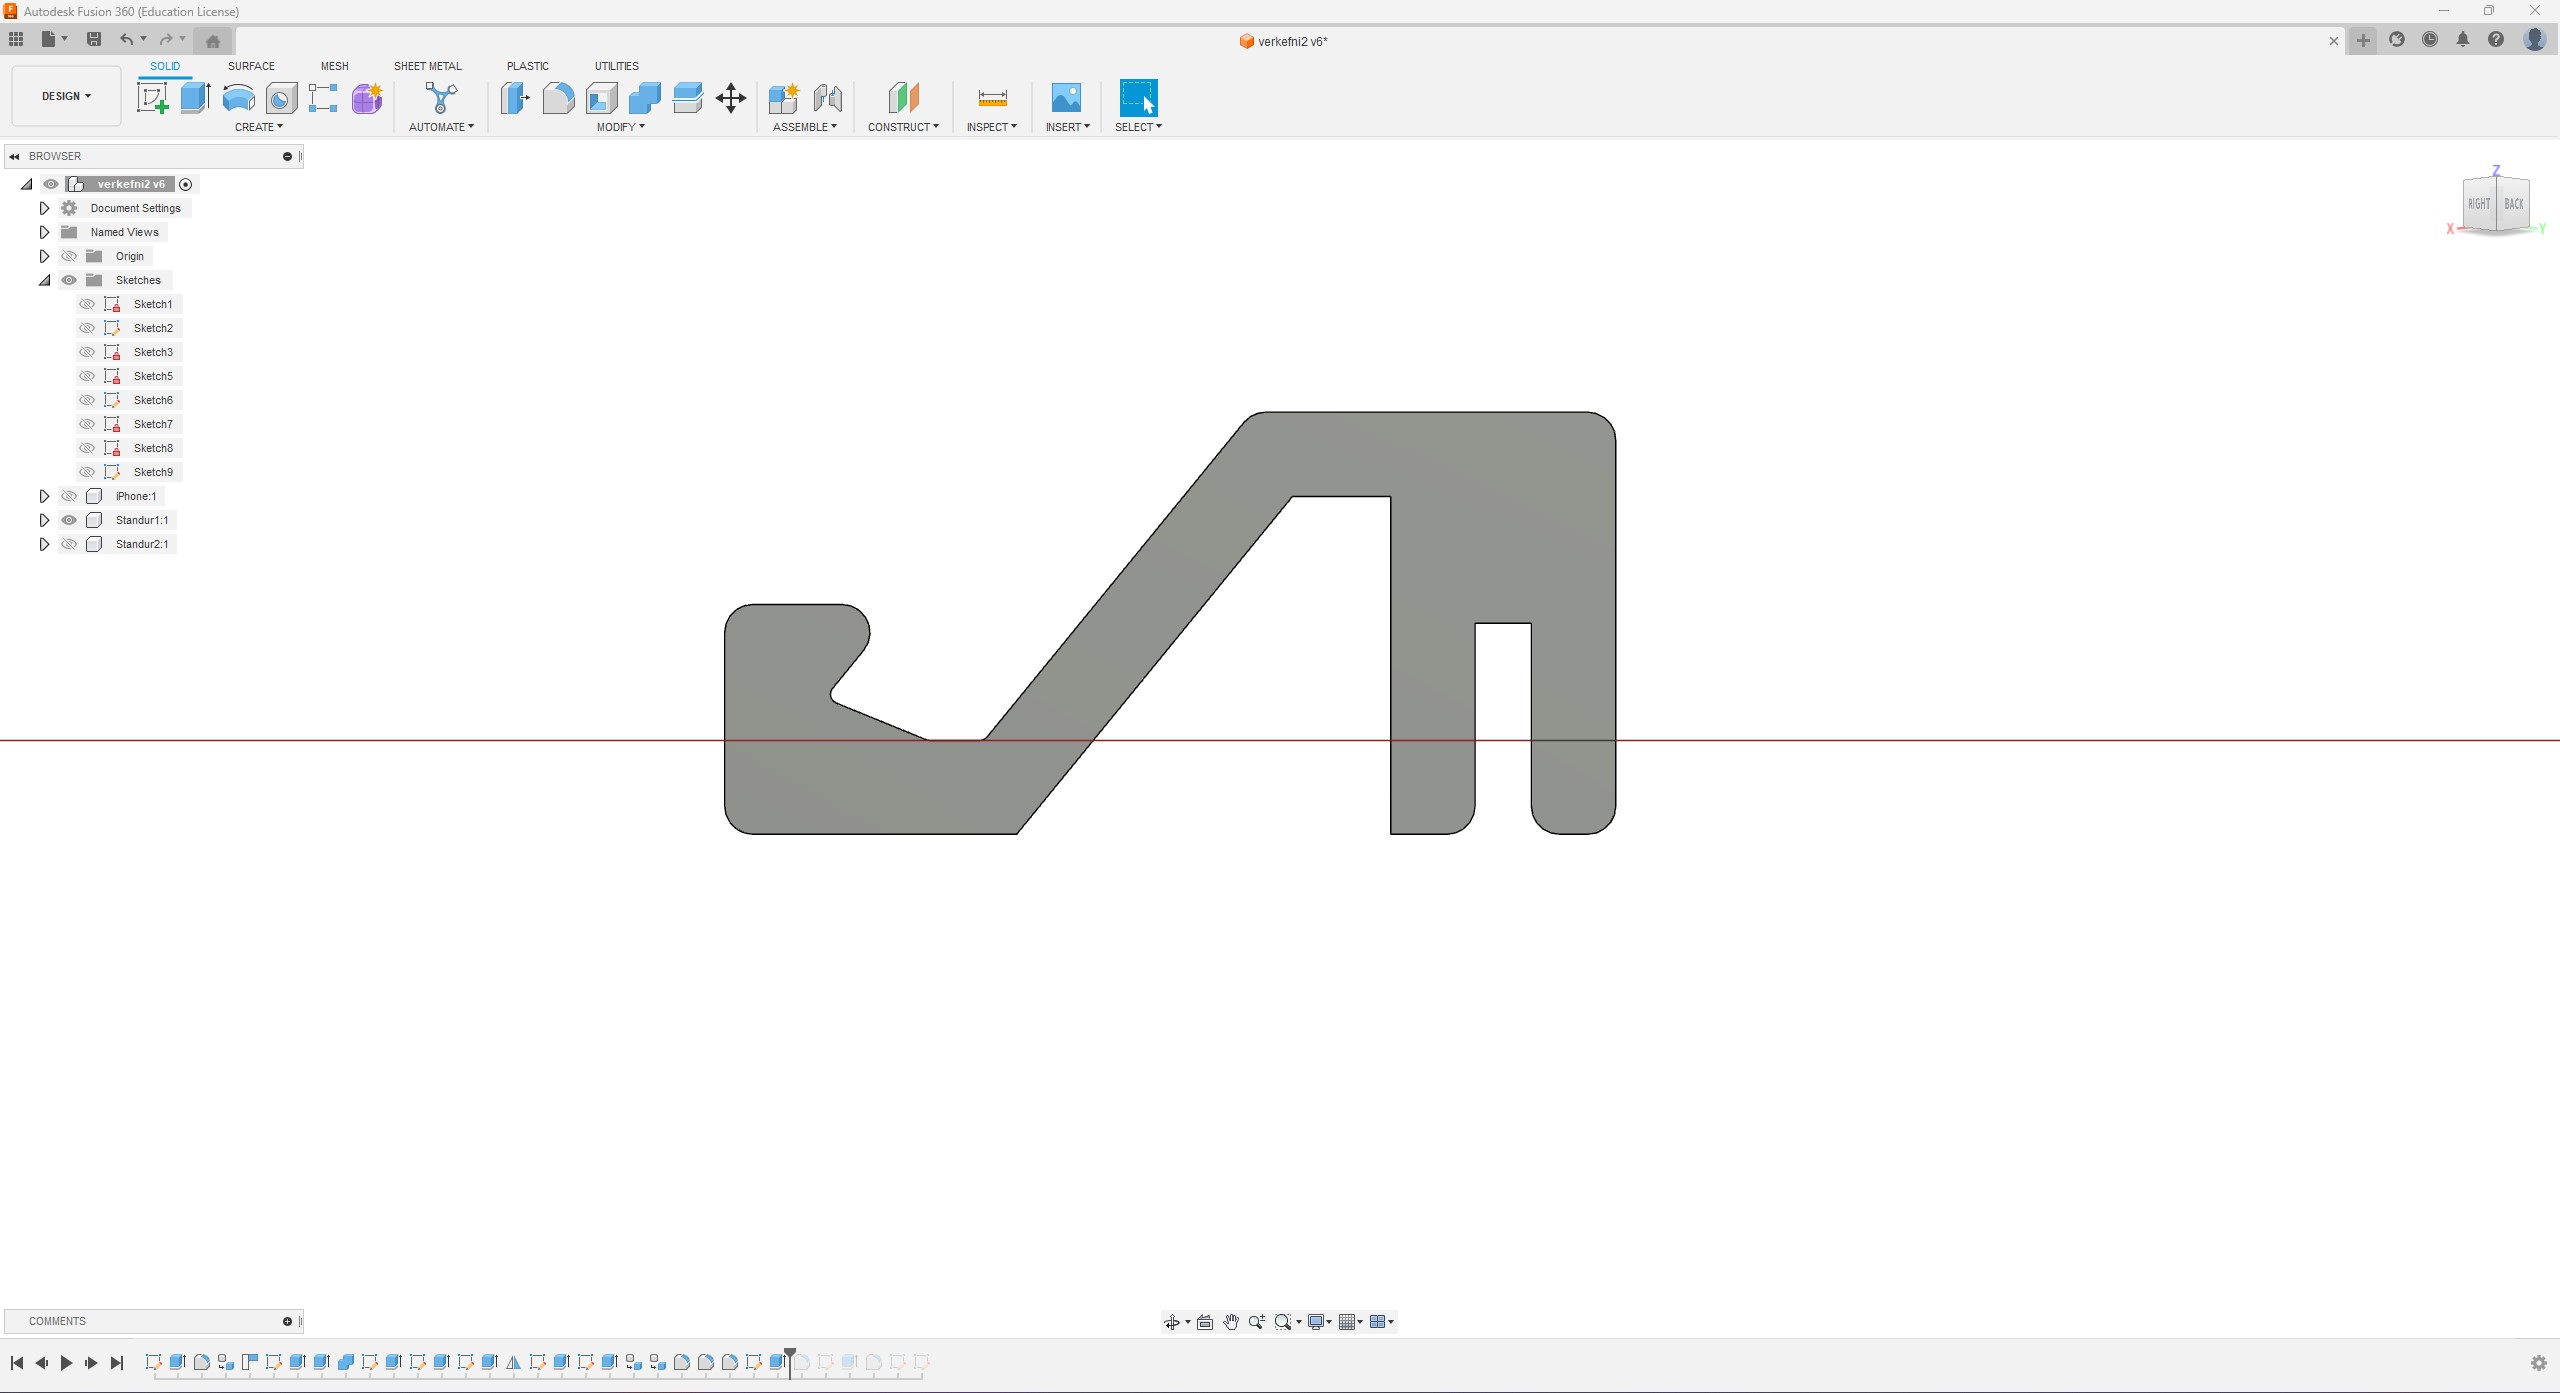 Autodesk Fusion 360 (Education License)
verkefni2 v6*
SOLID SURFACE MESH SHEET METAL PLASTIC UTILITIES
DESIGN
CREATE AUTOMATE MODIFY ASSEMBLE CONSTRUCT INSPECT INSERT SELECT
BROWSER
verkefni2 v6
Document Settings
Named Views
Origin
Sketches
Sketch1
Sketch2
Sketch3
Sketch5
Sketch6
Sketch7
Sketch8
Sketch9
iPhone:1
Standur1:1
Standur2:1
Z
RIGHT BACK
X Y
COMMENTS